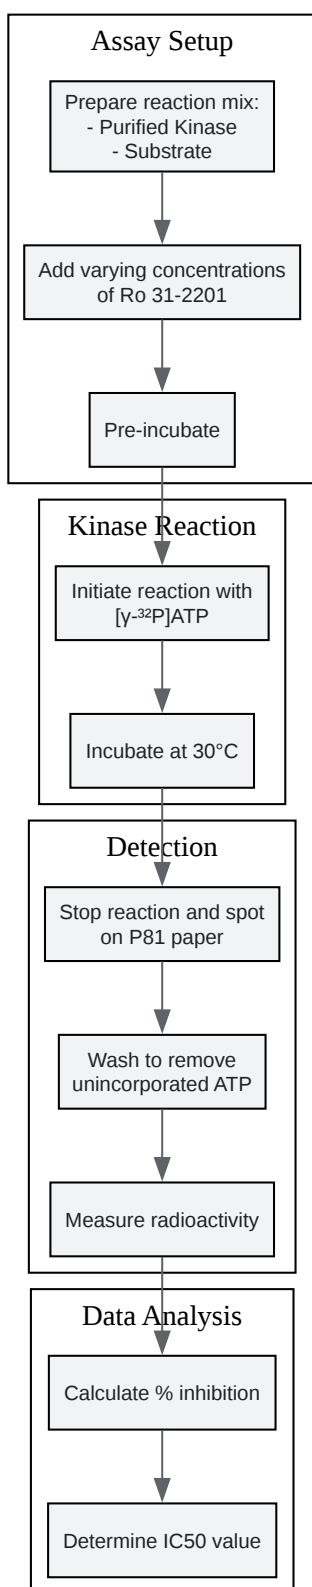 Assay Setup
Prepare reaction mix:
- Purified Kinase
- Substrate
Add varying concentrations
of Ro 31-2201
Pre-incubate
Kinase Reaction
Initiate reaction with
[γ-³²P]ATP
Incubate at 30°C
Detection
Stop reaction and spot
on P81 paper
Wash to remove
unincorporated ATP
Measure radioactivity
Data Analysis
Calculate % inhibition
Determine IC50 value